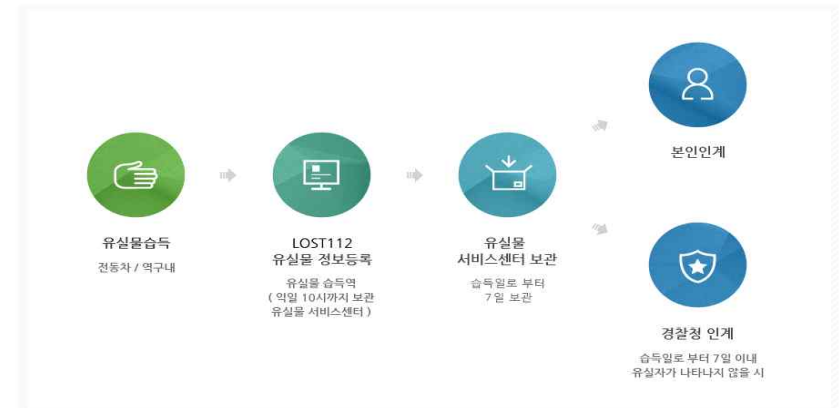 유실물습득
전동차 / 역구내
LOST112
유실물 정보등록
유실물 습득역
( 익일 10시까지 보관
유실물 서비스센터 )
유실물
서비스센터 보관
습득일로 부터
7일 보관
본인인계
경찰청 인계
습득일로 부터 7일 이내
유실자가 나타나지 않을 시